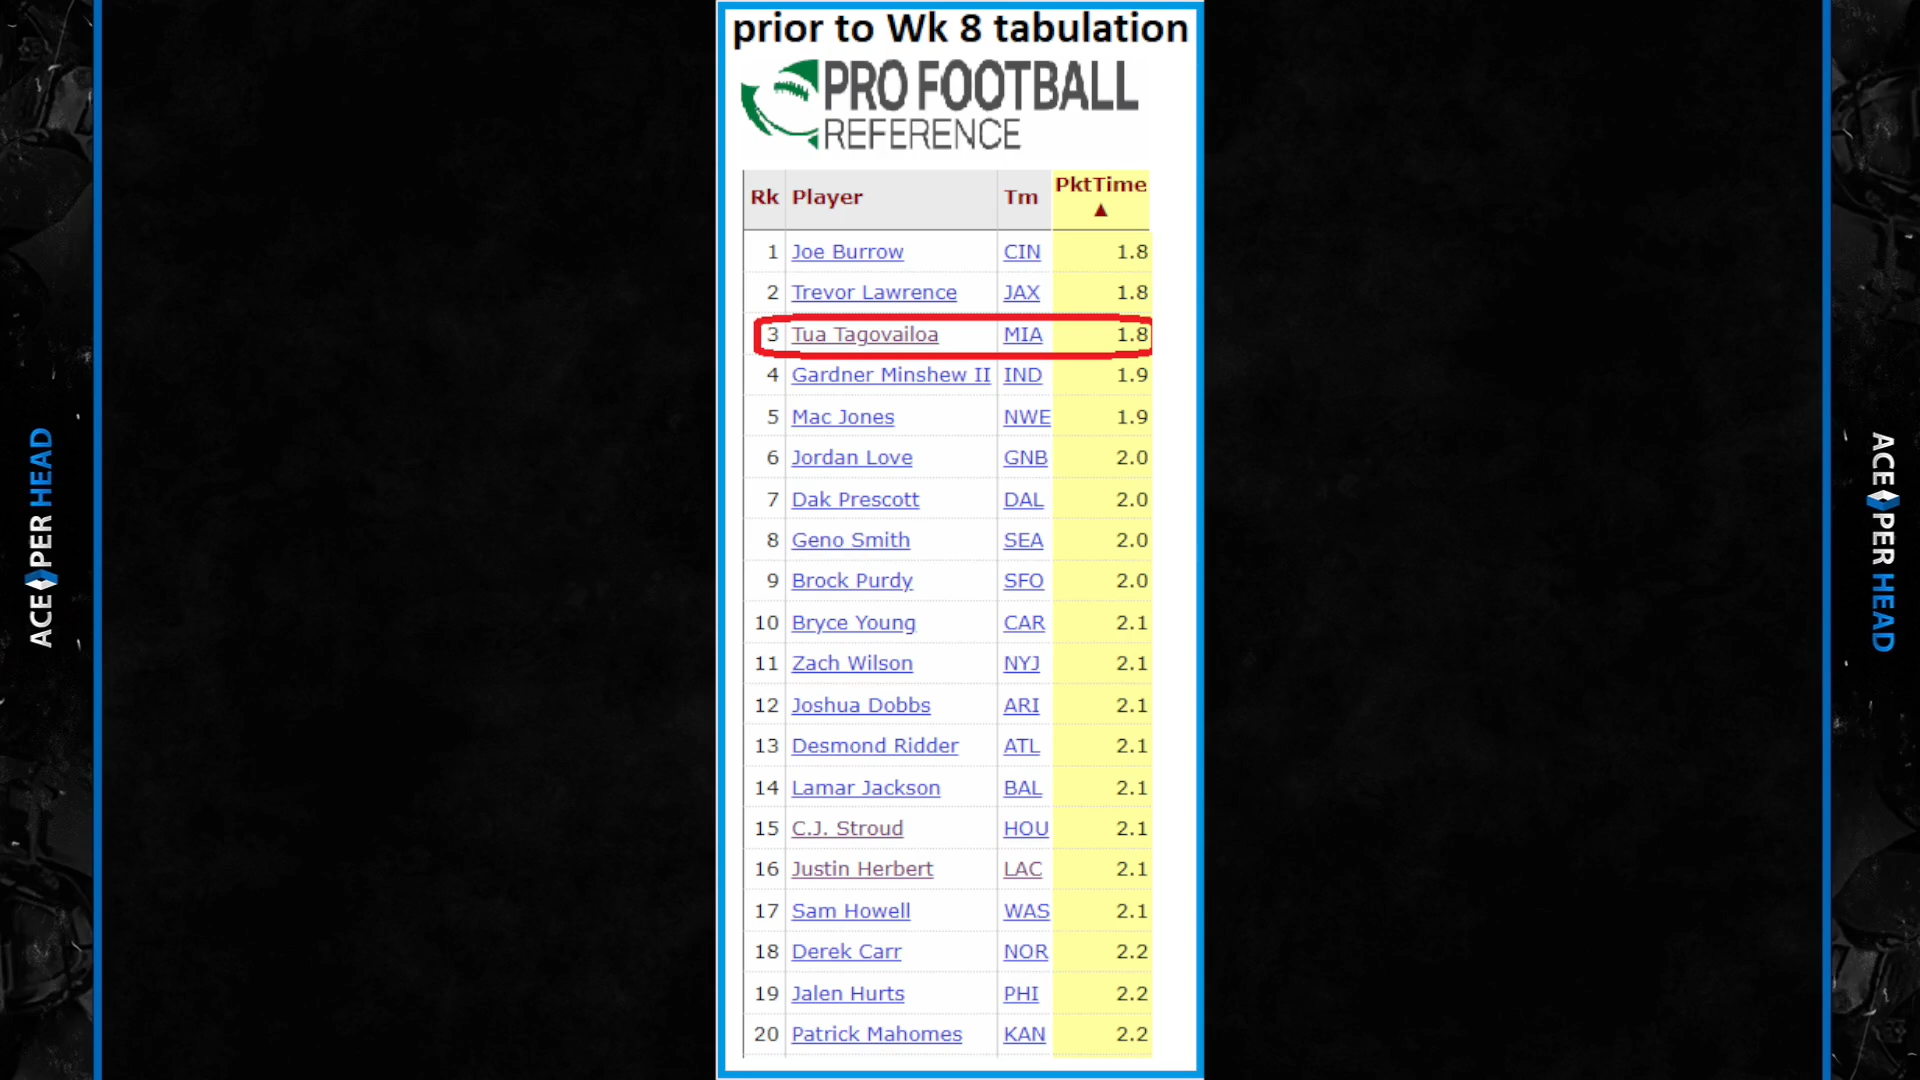 prior to Wk 8 tabulation
PRO FOOTBALL
REFERENCE
Rk Player Tm PktTime
▲
1 Joe Burrow CIN 1.8
2 Trevor Lawrence JAX 1.8
3 Tua Tagovailoa MIA 1.8
4 Gardner Minshew II IND 1.9
5 Mac Jones NWE 1.9
6 Jordan Love GNB 2.0
7 Dak Prescott DAL 2.0
8 Geno Smith SEA 2.0
9 Brock Purdy SFO 2.0
10 Bryce Young CAR 2.1
11 Zach Wilson NYJ 2.1
12 Joshua Dobbs ARI 2.1
13 Desmond Ridder ATL 2.1
14 Lamar Jackson BAL 2.1
15 C.J. Stroud HOU 2.1
16 Justin Herbert LAC 2.1
17 Sam Howell WAS 2.1
18 Derek Carr NOR 2.2
19 Jalen Hurts PHI 2.2
20 Patrick Mahomes KAN 2.2
ACE PER HEAD
ACE PER HEAD